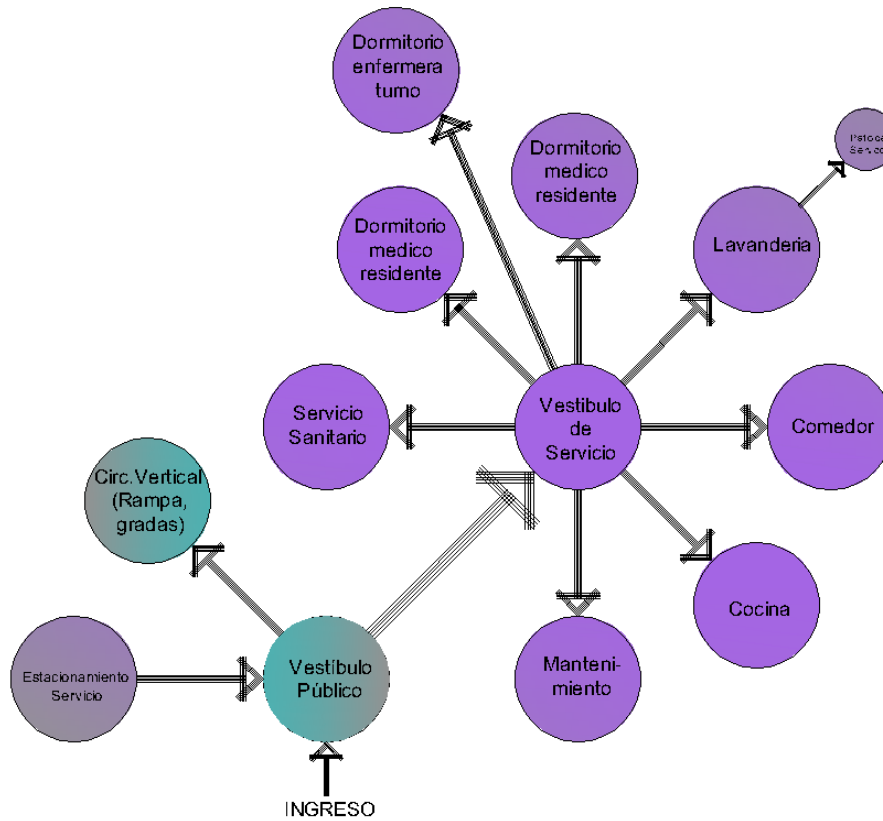 Dormitorio
enfermera
turno
Dormitorio
medico
residente
Dormitorio
medico
residente
Lavanderia
Servicio
Sanitario
Vestibulo
de
Servicio
Comedor
Circ.Vertical
(Rampa,
gradas)
Cocina
Estacionamiento
Servicio
Vestíbulo
Público
Manteni-
miento
INGRESO